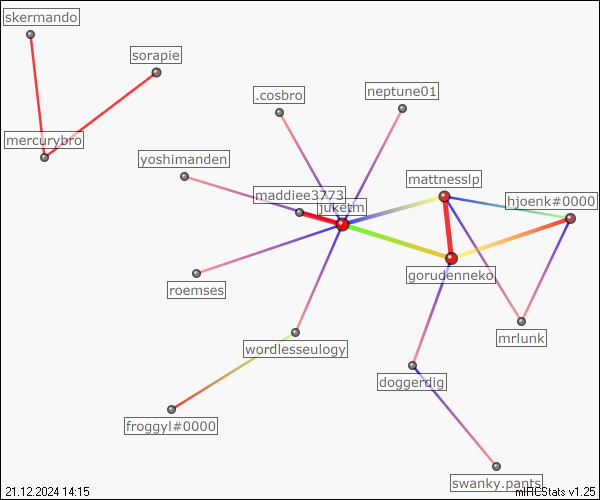 skermando
sorapie
neptune01
.cosbro
mercurybro
yoshimanden
mattnesslp
maddiee3773
hjoenk#0000
jukerm
gorudenneko
roemses
mrlunk
wordlesseulogy
doggerdig
froggyl#0000
swanky.pants
21.12.2024 14:15
mIRCStats v1.25